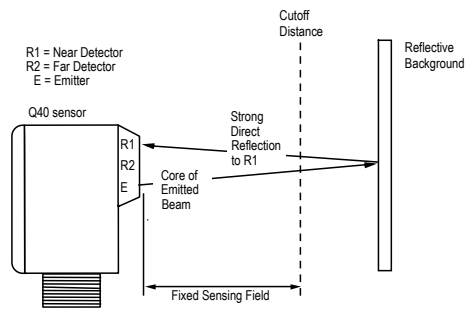 Cutoff
Distance
Reflective
Background
R1 = Near Detector
R2 = Far Detector
E = Emitter
Q40 sensor
Strong
Direct
Reflection
to R1
R1
R2
E
Core of
Emitted
Beam
Fixed Sensing Field